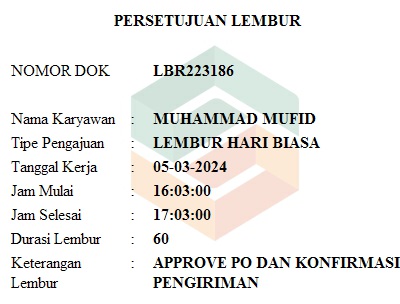 PERSETUJUAN LEMBUR
NOMOR DOK LBR223186
Nama Karyawan : MUHAMMAD MUFID
Tipe Pengajuan : LEMBUR HARI BIASA
Tanggal Kerja : 05-03-2024
Jam Mulai : 16:03:00
Jam Selesai : 17:03:00
Durasi Lembur : 60
Keterangan : APPROVE PO DAN KONFIRMASI
Lembur PENGIRIMAN